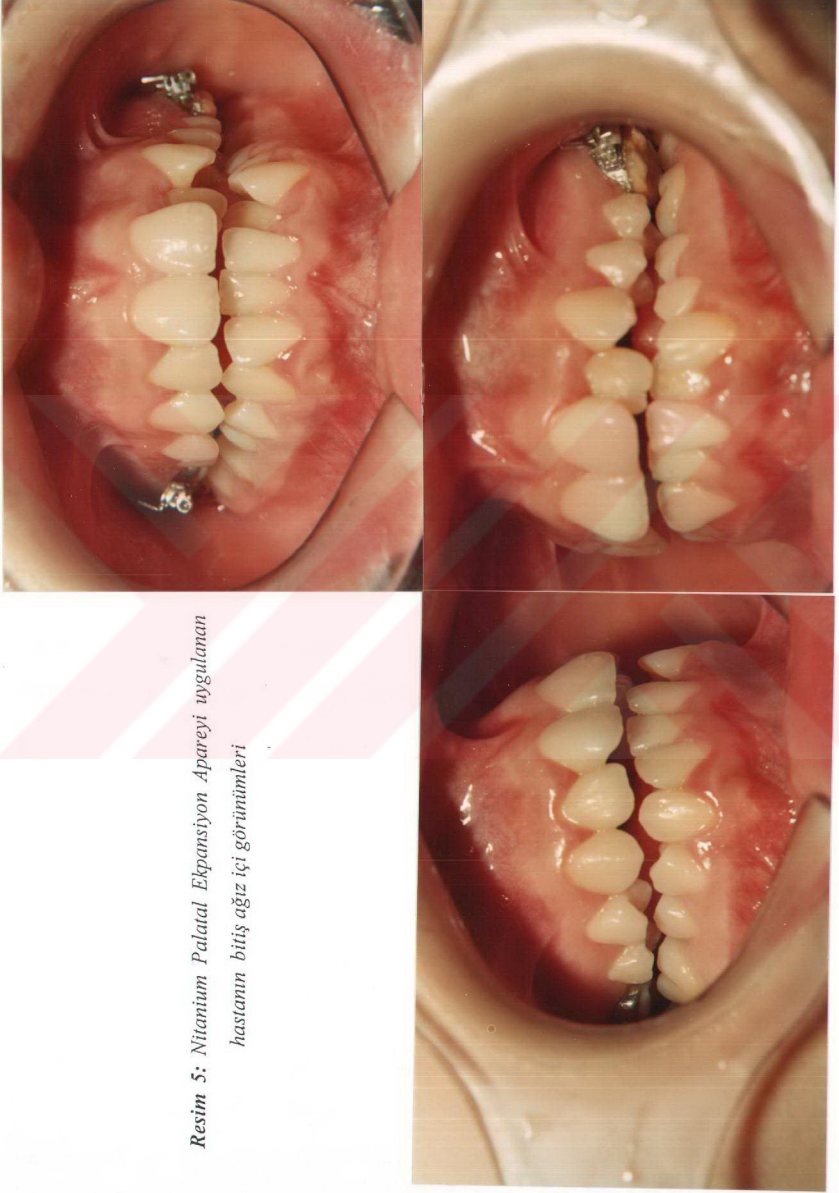 Resim 5: Nitanium Palatal Ekpansiyon Apareyi uygulanan
hastanın bitiş ağız içi görünümleri